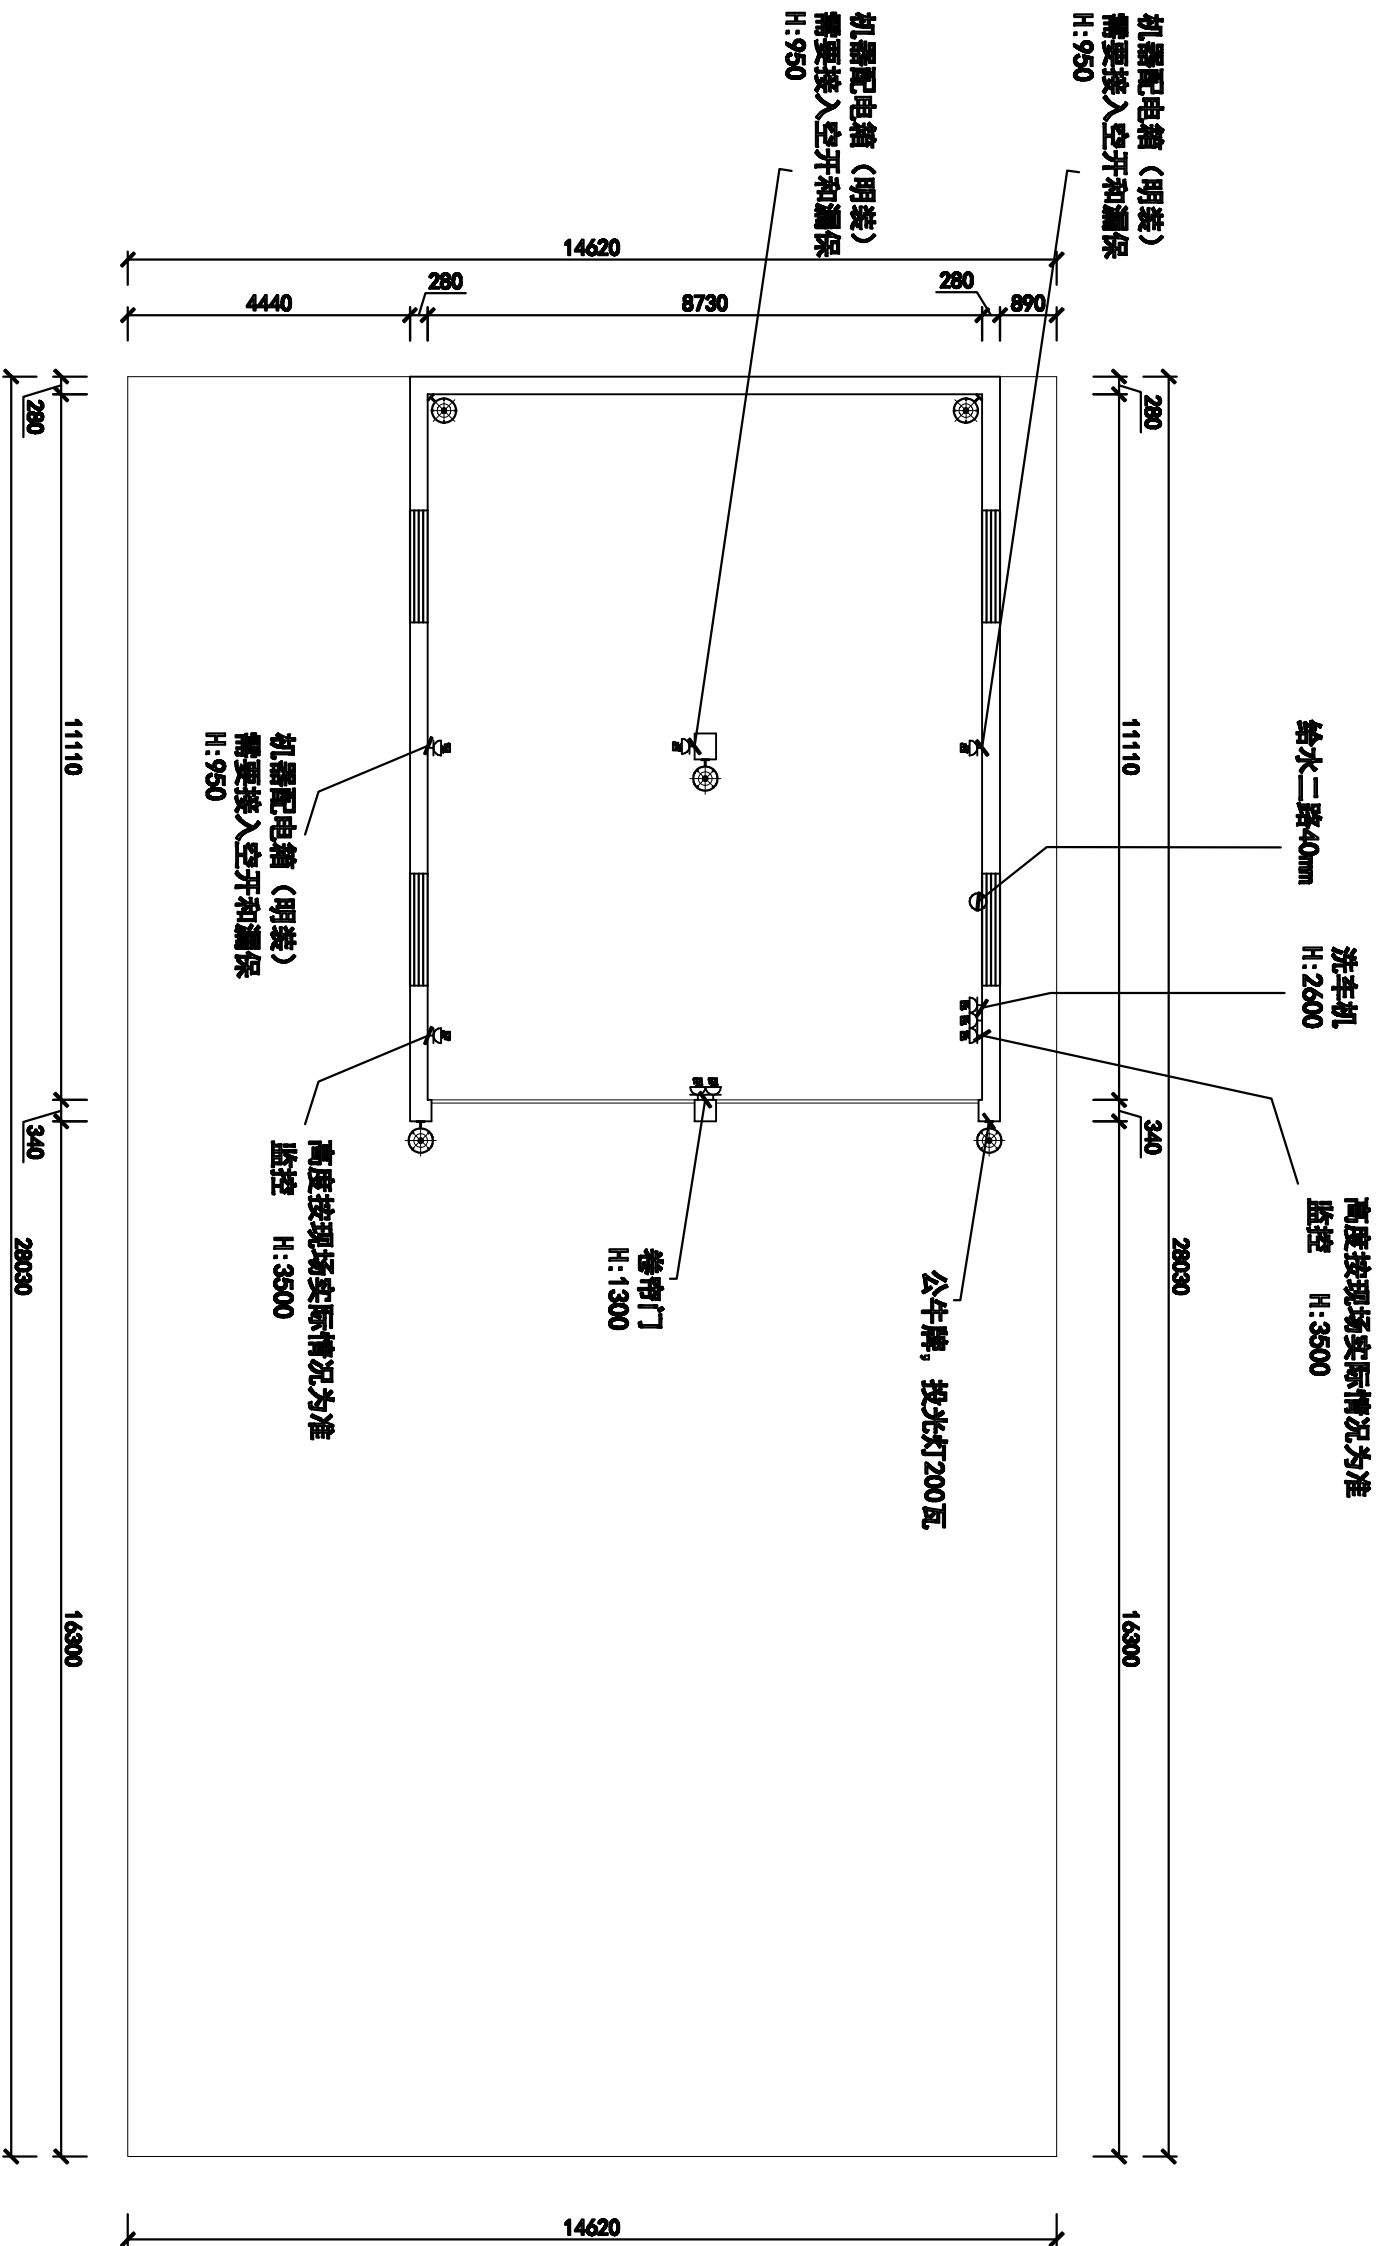 机器配电箱（明装）
需要接入空开和漏保
H:950
机器配电箱（明装）
需要接入空开和漏保
H:950
14620
4440
280
8730
280
890
280
11110
340
28030
16300
给水二路40mm
洗车机
H:2600
高度按现场实际情况为准
监控 H:3500
公牛牌，投光灯200瓦
卷帘门
H:1300
机器配电箱（明装）
需要接入空开和漏保
H:950
高度按现场实际情况为准
监控 H:3500
280
11110
340
28030
16300
14620